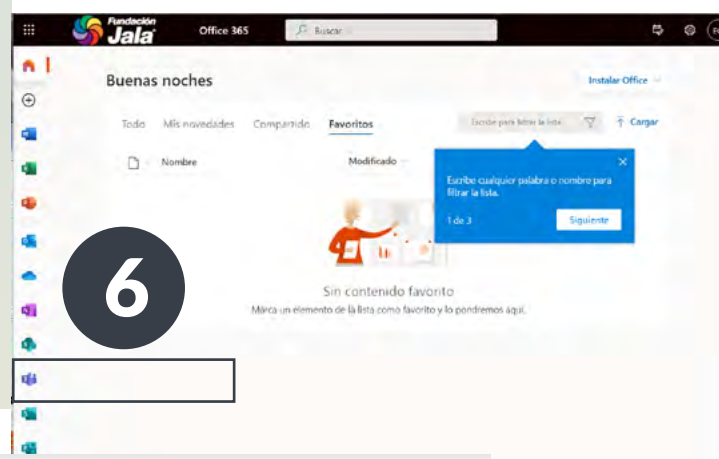 Fundación
Jala
Office 365
Buscar
Buenas noches
Instalar Office
Todo Mis novedades Compartido Favoritos
Escribe para filtrar la lista
Cargar
Nombre Modificado
Escribe cualquier palabra o nombre para
filtrar la lista.
1 de 3 Siguiente
6
Sin contenido favorito
Marca un elemento de la lista como favorito y lo pondremos aquí.